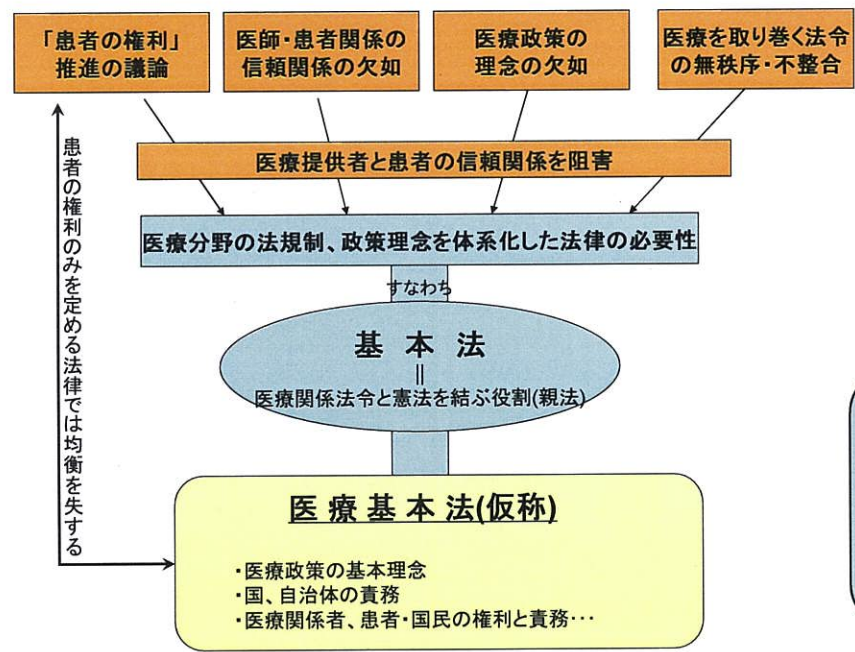 「患者の権利」
推進の議論
医師・患者関係の
信頼関係の欠如
医療政策の
理念の欠如
医療を取り巻く法令
の無秩序・不整合
医療提供者と患者の信頼関係を阻害
患者の権利のみを定める法律では均衡を失する
医療分野の法規制、政策理念を体系化した法律の必要性
すなわち
基 本 法
＝
医療関係法令と憲法を結ぶ役割(親法)
医 療 基 本 法(仮称)
・医療政策の基本理念
・国、自治体の責務
・医療関係者、患者・国民の権利と責務･･･